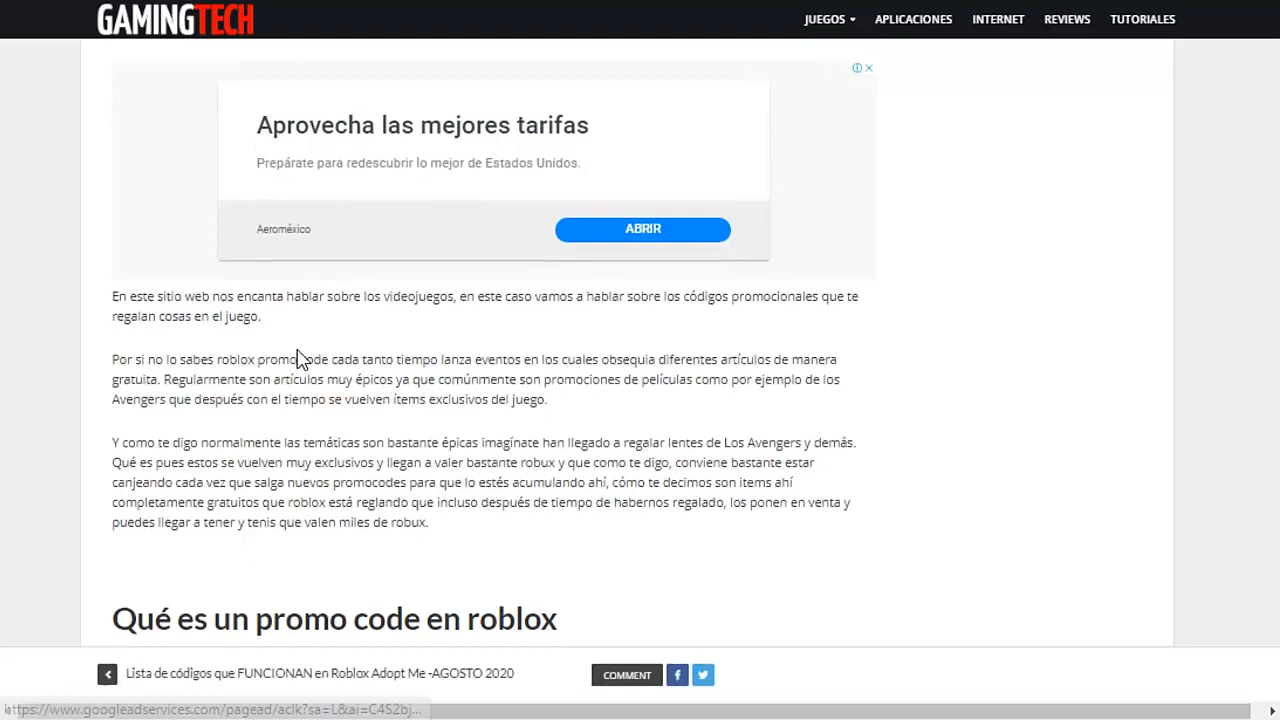 GAMINGTECH
JUEGOS
APLICACIONES
INTERNET
REVIEWS
TUTORIALES
Aprovecha las mejores tarifas
Prepárate para redescubrir lo mejor de Estados Unidos.
Aeroméxico
ABRIR
En este sitio web nos encanta hablar sobre los videojuegos, en este caso vamos a hablar sobre los códigos promocionales que te
regalan cosas en el juego.
Por si no lo sabes roblox promo code cada tanto tiempo lanza eventos en los cuales obsequia diferentes artículos de manera
gratuita. Regularmente son artículos muy épicos ya que comúnmente son promociones de películas como por ejemplo de los
Avengers que después con el tiempo se vuelven ítems exclusivos del juego.
Y como te digo normalmente las temáticas son bastante épicas imagínate han llegado a regalar lentes de Los Avengers y demás.
Qué es pues estos se vuelven muy exclusivos y llegan a valer bastante robux y que como te digo, conviene bastante estar
canjeando cada vez que salga nuevos promocodes para que lo estés acumulando ahí, cómo te decimos son items ahí
completamente gratuitos que roblox está reglando que incluso después de tiempo de habernos regalado, los ponen en venta y
puedes llegar a tener y tenis que valen miles de robux.
Qué es un promo code en roblox
Lista de códigos que FUNCIONAN en Roblox Adopt Me -AGOSTO 2020
COMMENT
https://www.googleadservices.com/pagead/aclk?sa=L&ai=C4S2bj...